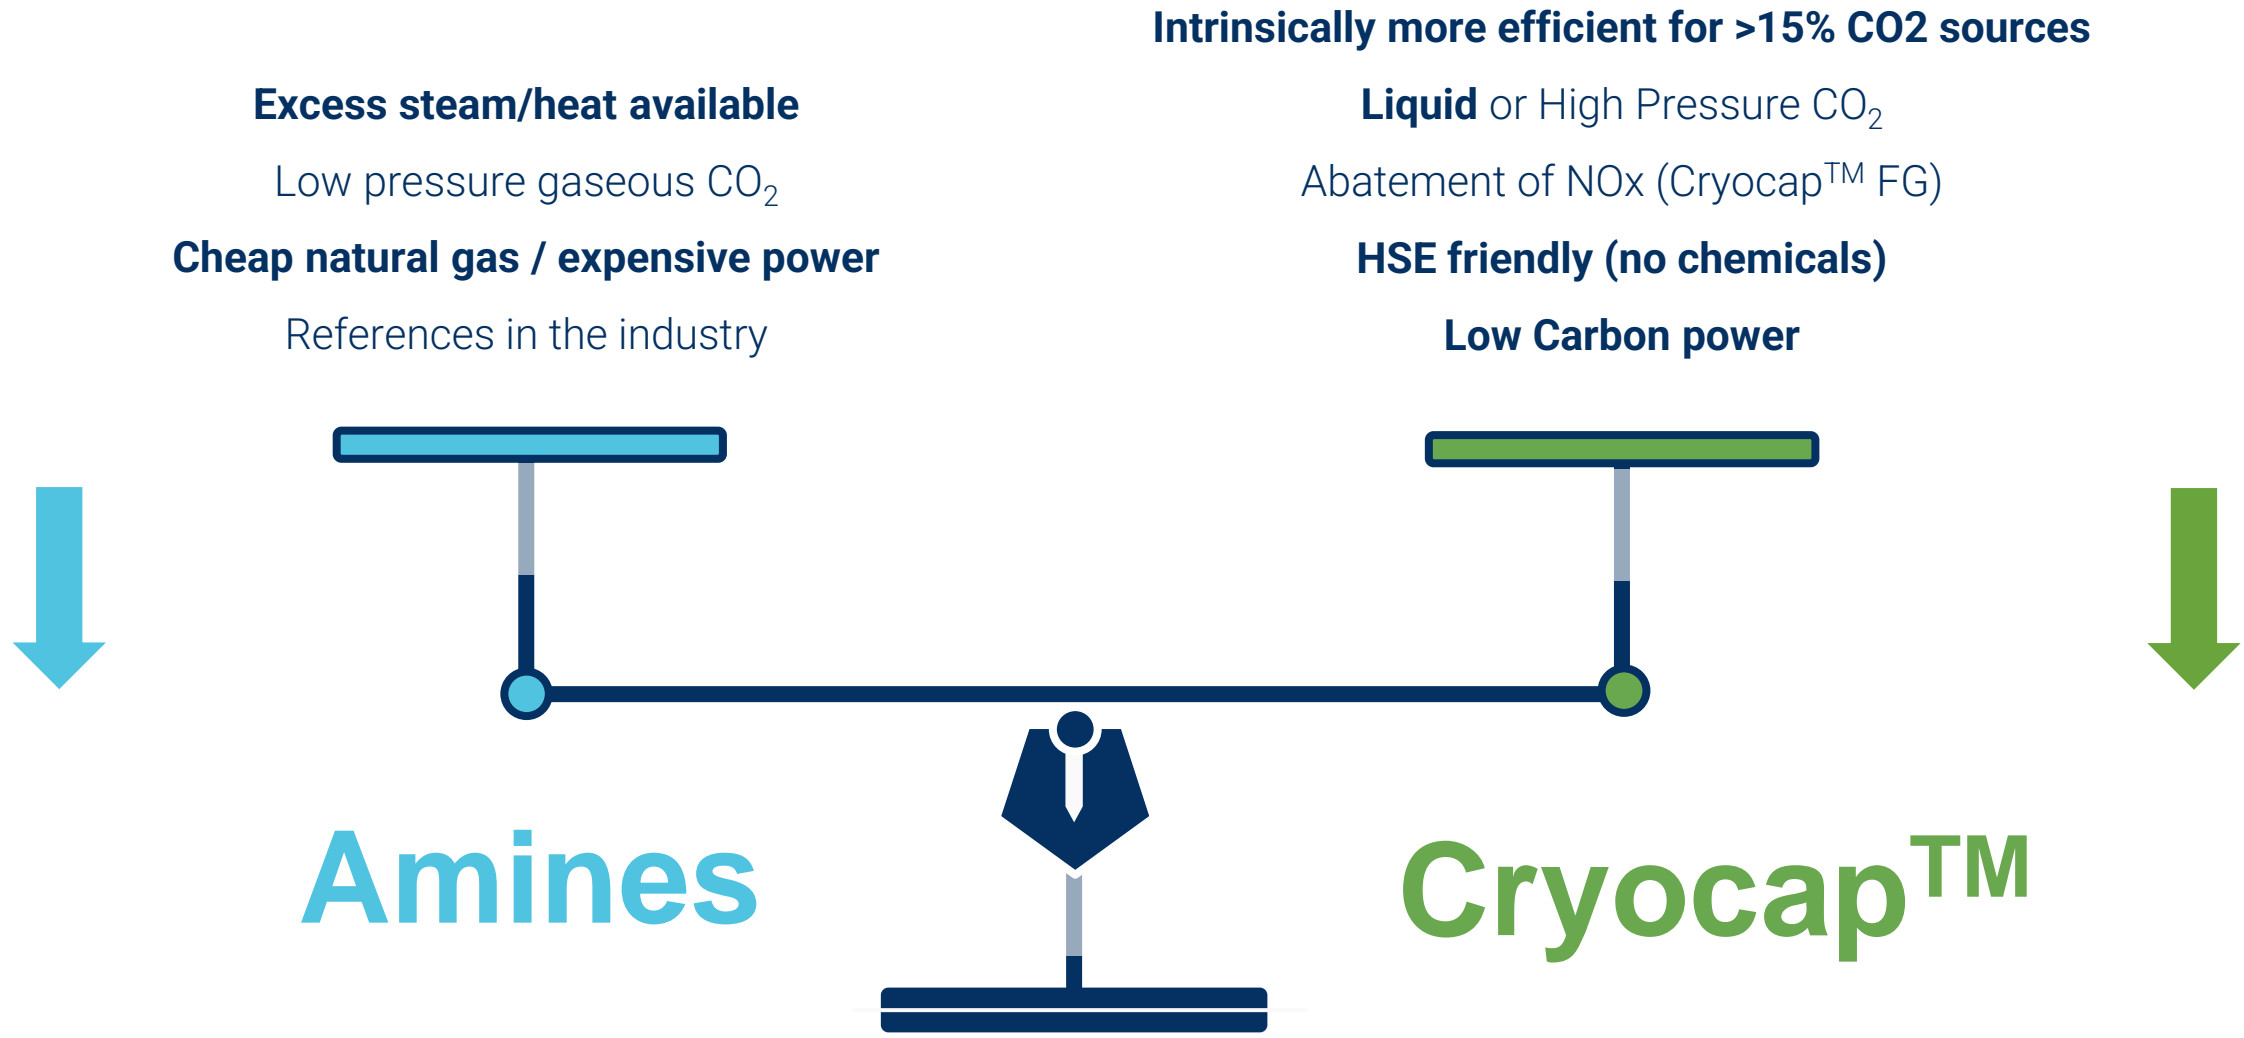 Excess steam/heat available
Low pressure gaseous CO₂
Cheap natural gas / expensive power
References in the industry
Amines
Intrinsically more efficient for >15% CO2 sources
Liquid or High Pressure CO₂
Abatement of NOx (Cryocap™ FG)
HSE friendly (no chemicals)
Low Carbon power
Cryocap™